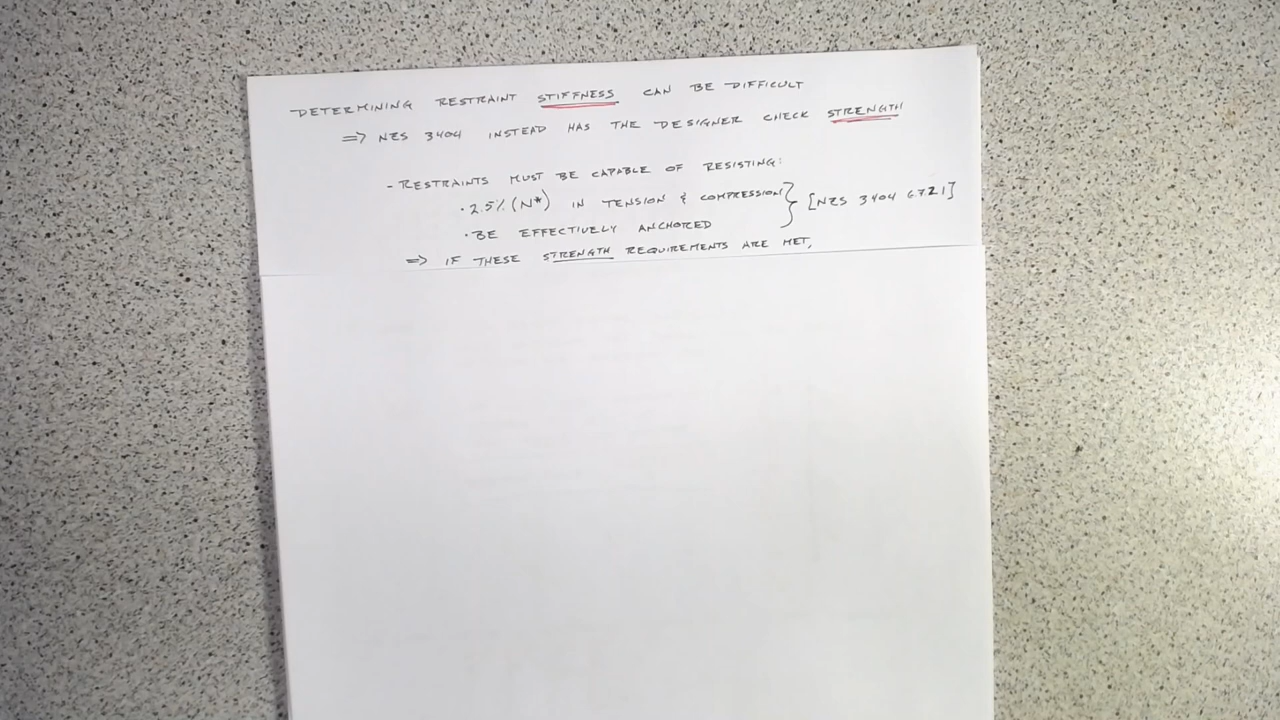 DETERMINING RESTRAINT STIFFNESS CAN BE DIFFICULT
⇒ NZS 3404 INSTEAD HAS THE DESIGNER CHECK STRENGTH
- RESTRAINTS MUST BE CAPABLE OF RESISTING:
· 2.5% (N*) IN TENSION & COMPRESSION } [NZS 3404 6.7.2.1]
· BE EFFECTIVELY ANCHORED
⇒ IF THESE STRENGTH REQUIREMENTS ARE MET,